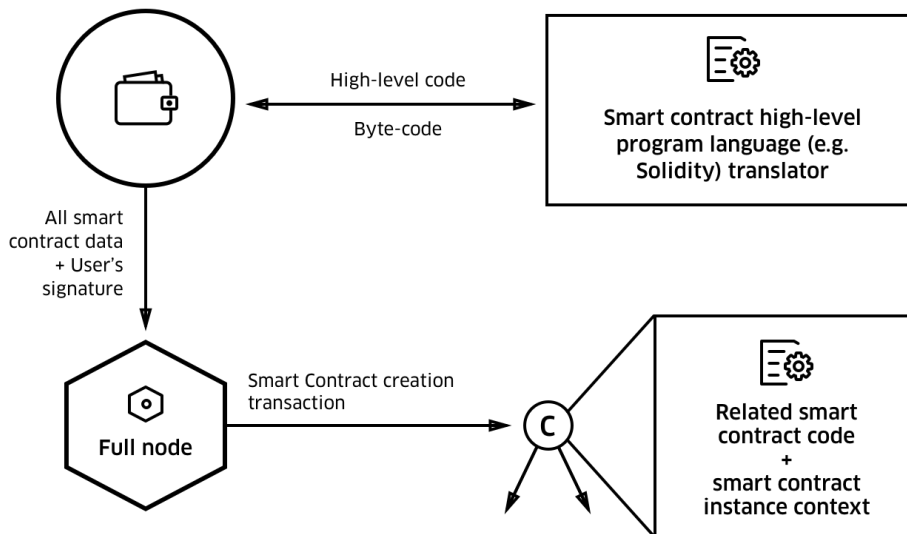 High-level code
Byte-code
Smart contract high-level
program language (e.g.
Solidity) translator
All smart
contract data
+ User's
signature
Full node
Smart Contract creation
transaction
C
Related smart
contract code
+
smart contract
instance context